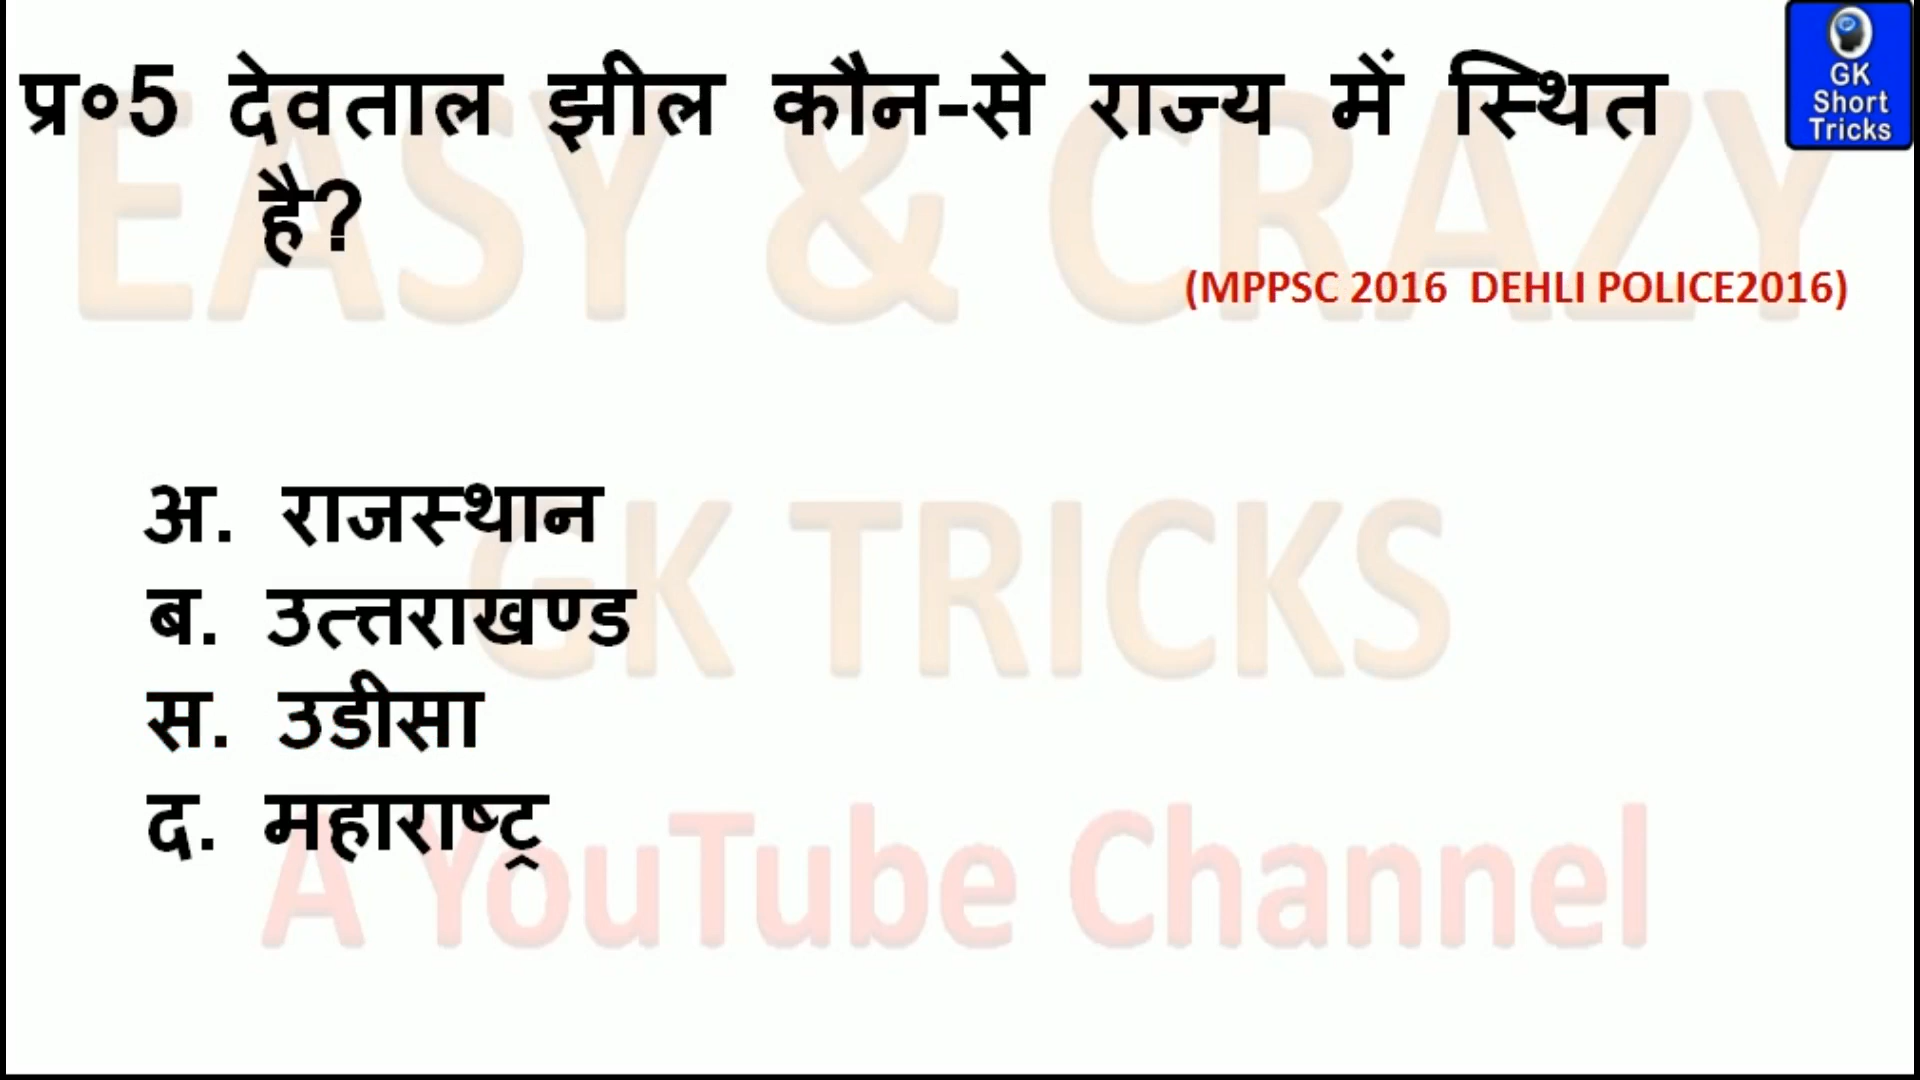 प्र०5 देवताल झील कौन-से राज्य में स्थित
है?
GK
Short
Tricks
(MPPSC 2016 DEHLI POLICE2016)
EASY & CRAZY
अ. राजस्थान
ब. उत्तराखण्ड
GK TRICKS
स. उडीसा
द. महाराष्ट्र
A YouTube Channel